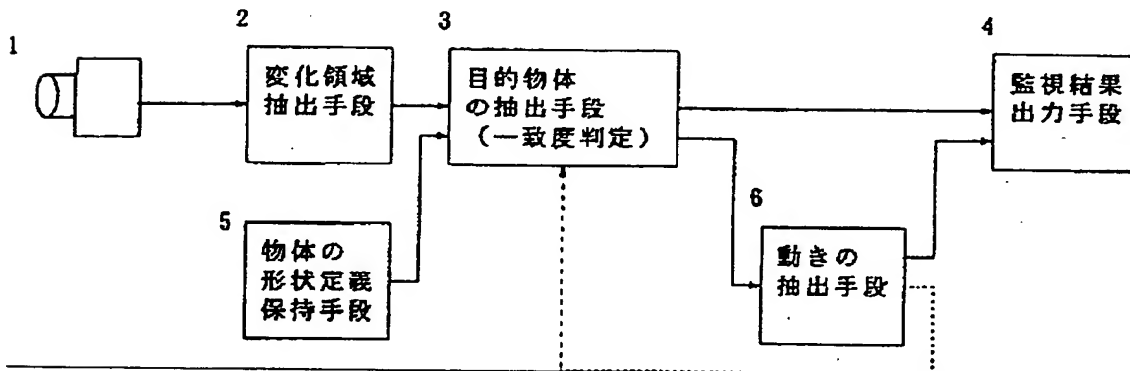 1
2
変化領域
抽出手段
3
目的物体
の抽出手段
(一致度判定)
4
監視結果
出力手段
5
物体の
形状定義
保持手段
6
動きの
抽出手段